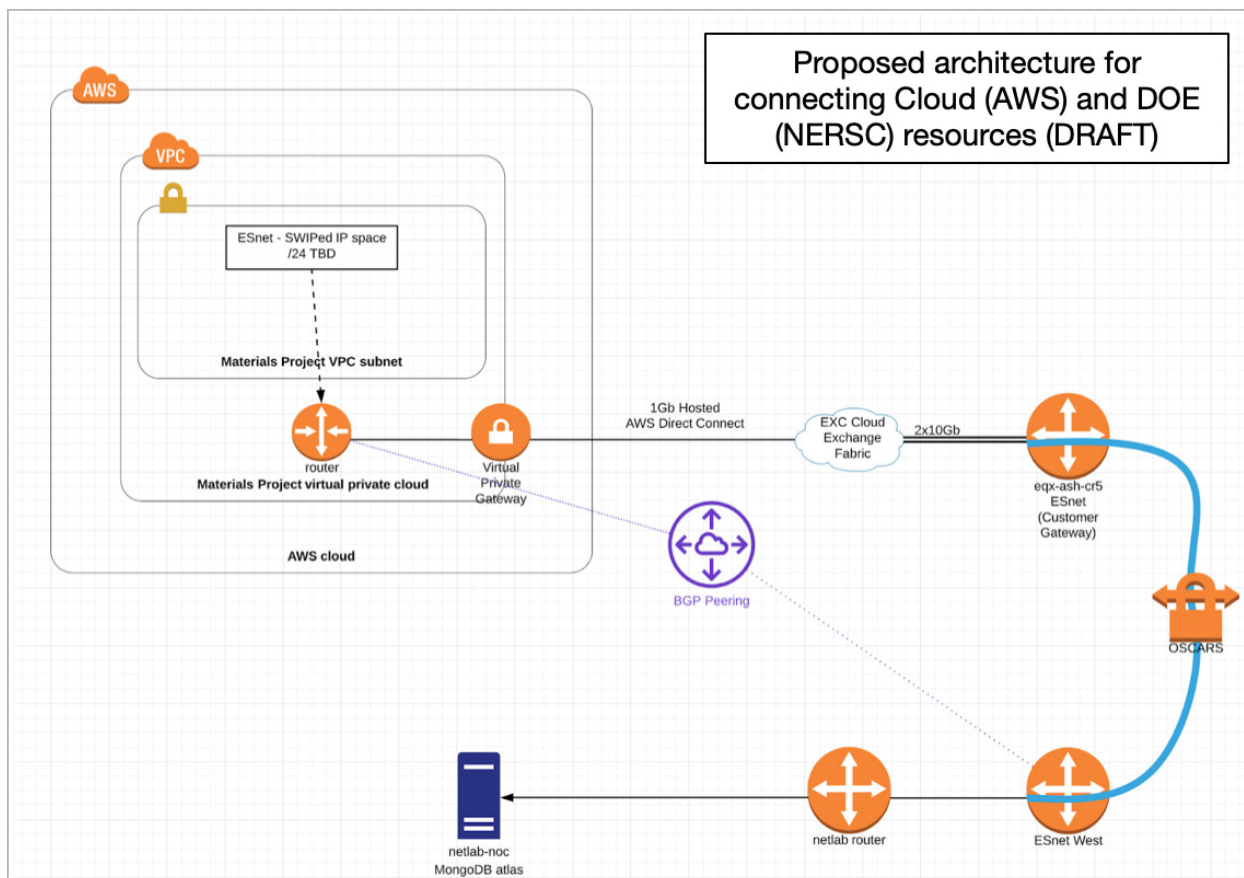 Proposed architecture for
connecting Cloud (AWS) and DOE
(NERSC) resources (DRAFT)
AWS
VPC
ESnet - SWIPed IP space
/24 TBD
Materials Project VPC subnet
router
Materials Project virtual private cloud
Virtual
Private
Gateway
AWS cloud
1Gb Hosted
AWS Direct Connect
EXC Cloud
Exchange
Fabric
2x10Gb
eqx-ash-cr5
ESnet
(Customer
Gateway)
BGP Peering
OSCARS
netlab-noc
MongoDB atlas
netlab router
ESnet West